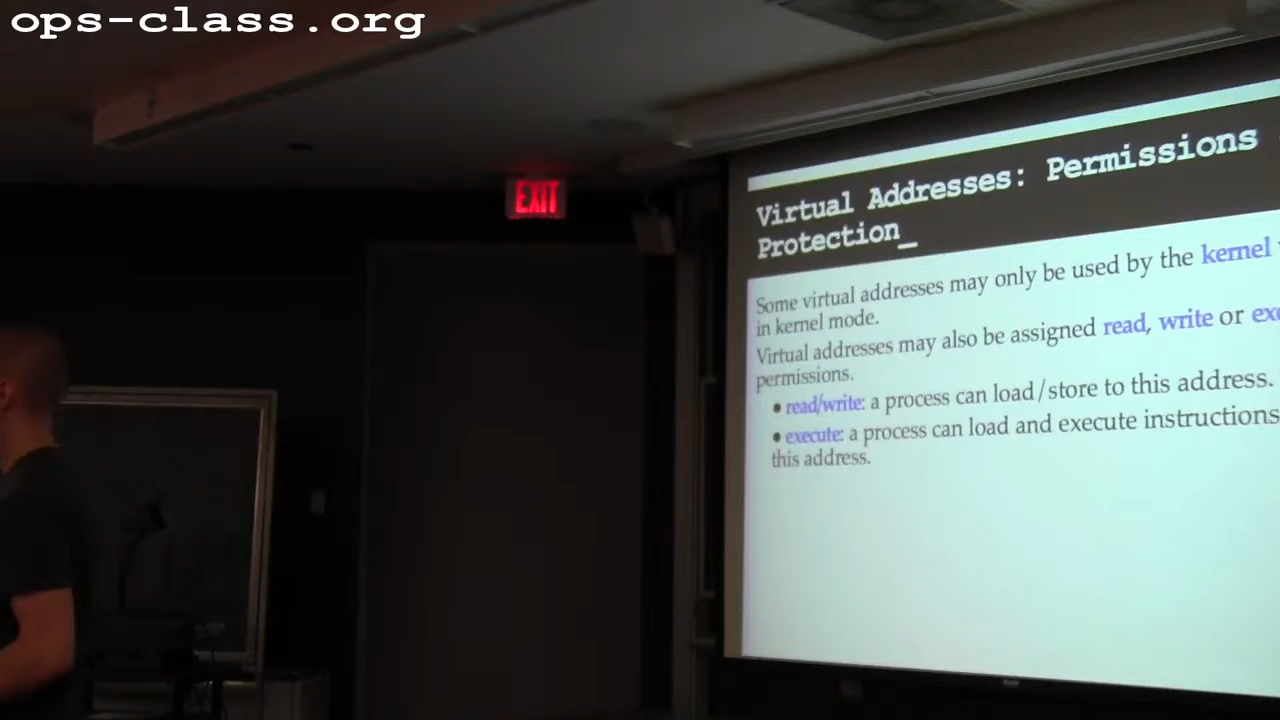 ops-class.org
EXIT
Virtual Addresses: Permissions
Protection_
Some virtual addresses may only be used by the kernel
in kernel mode.
Virtual addresses may also be assigned read, write or
permissions.
• read/write: a process can load/store to this address.
• execute: a process can load and execute instructions
this address.